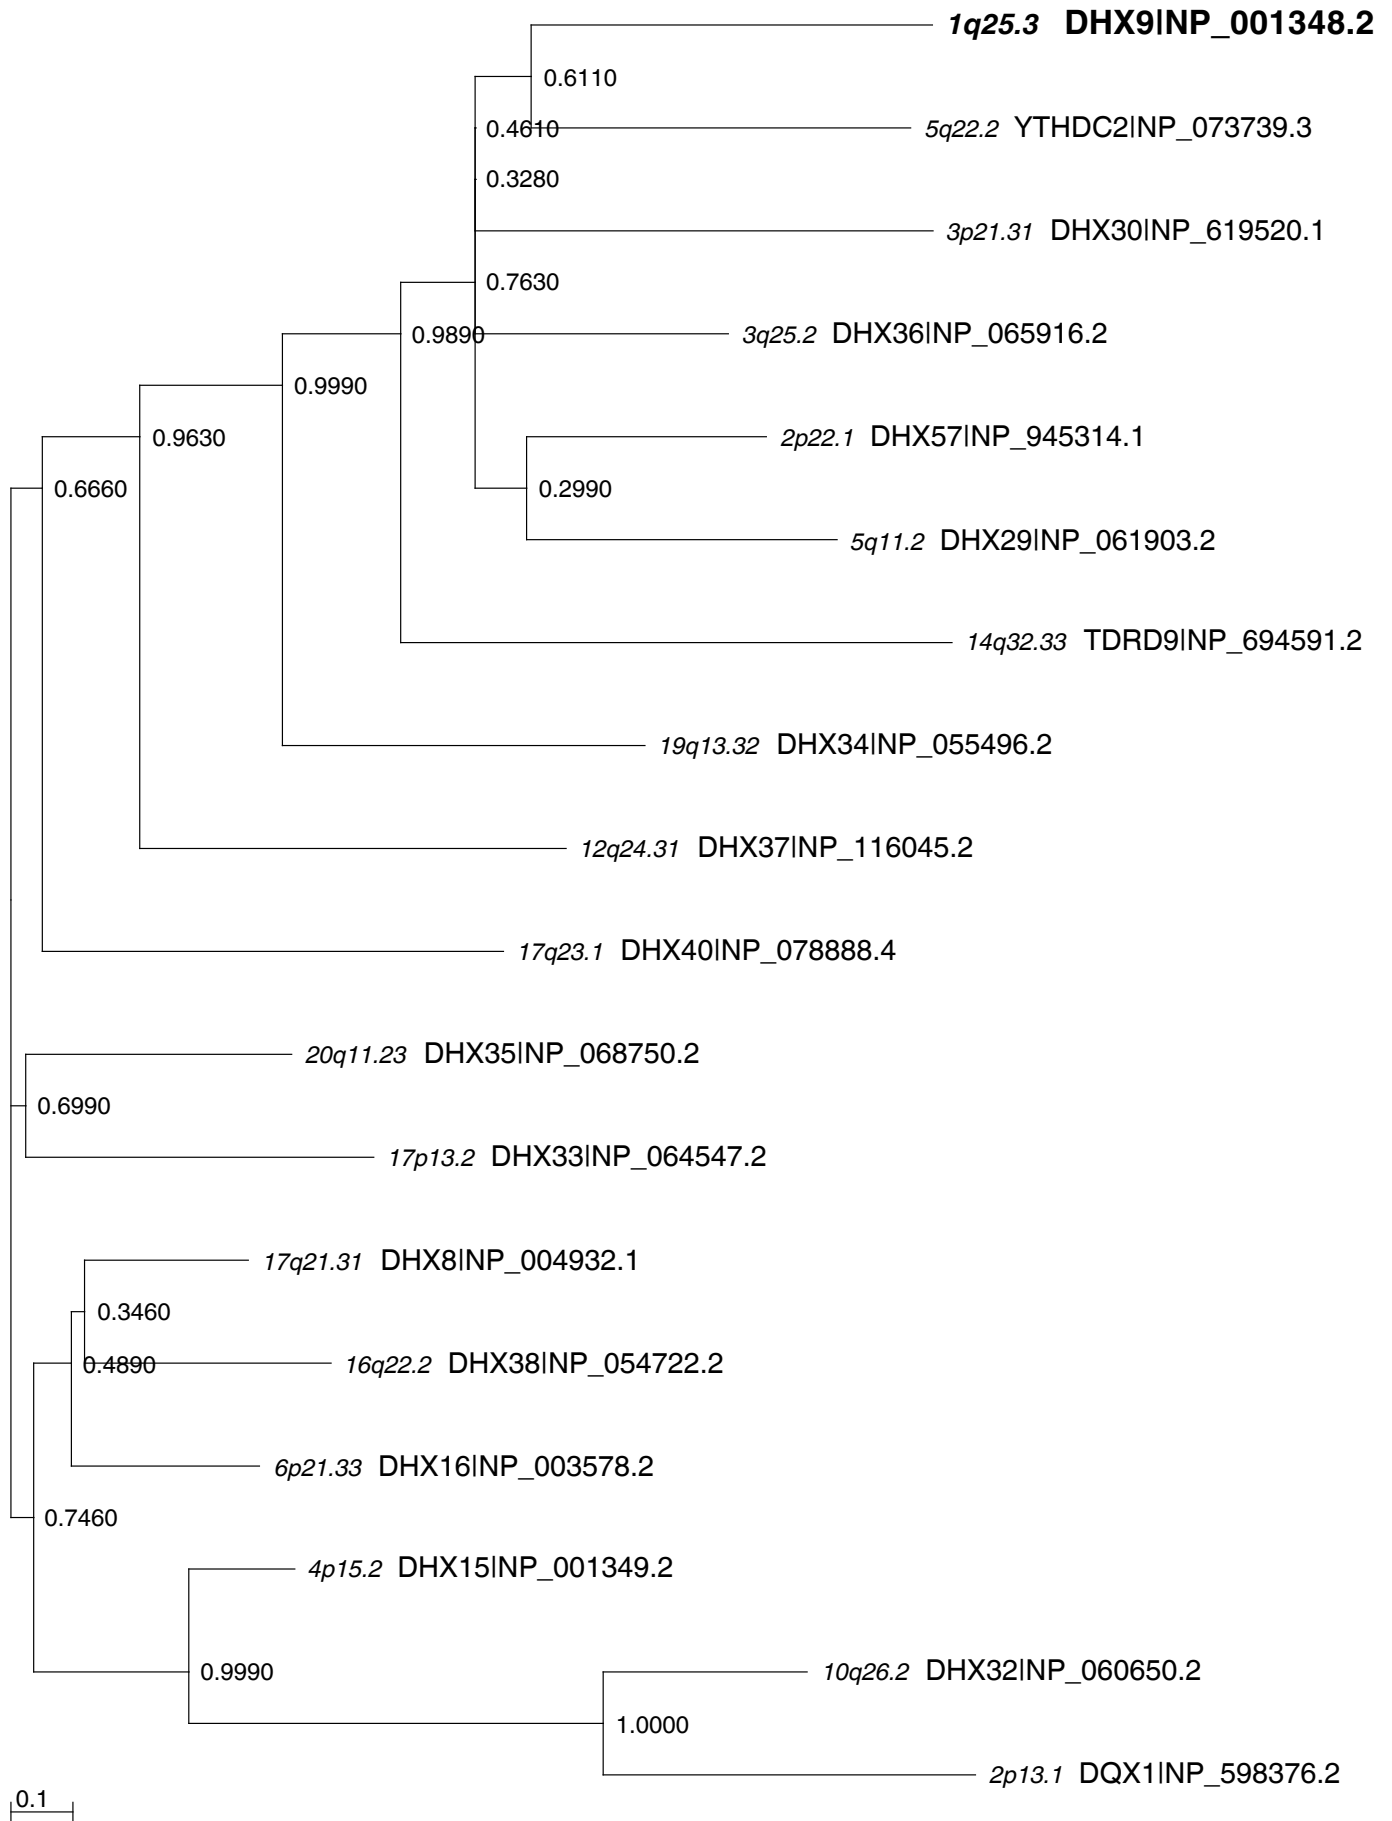 1q25.3 DHX9|NP_001348.2
0.6110
0.4610
5q22.2 YTHDC2|NP_073739.3
0.3280
3p21.31 DHX30|NP_619520.1
0.7630
0.9890
3q25.2 DHX36|NP_065916.2
0.9990
0.9630
2p22.1 DHX57|NP_945314.1
0.6660
0.2990
5q11.2 DHX29|NP_061903.2
14q32.33 TDRD9|NP_694591.2
19q13.32 DHX34|NP_055496.2
12q24.31 DHX37|NP_116045.2
17q23.1 DHX40|NP_078888.4
20q11.23 DHX35|NP_068750.2
0.6990
17p13.2 DHX33|NP_064547.2
17q21.31 DHX8|NP_004932.1
0.3460
0.4890
16q22.2 DHX38|NP_054722.2
6p21.33 DHX16|NP_003578.2
0.7460
4p15.2 DHX15|NP_001349.2
0.9990
10q26.2 DHX32|NP_060650.2
1.0000
2p13.1 DQX1|NP_598376.2
0.1